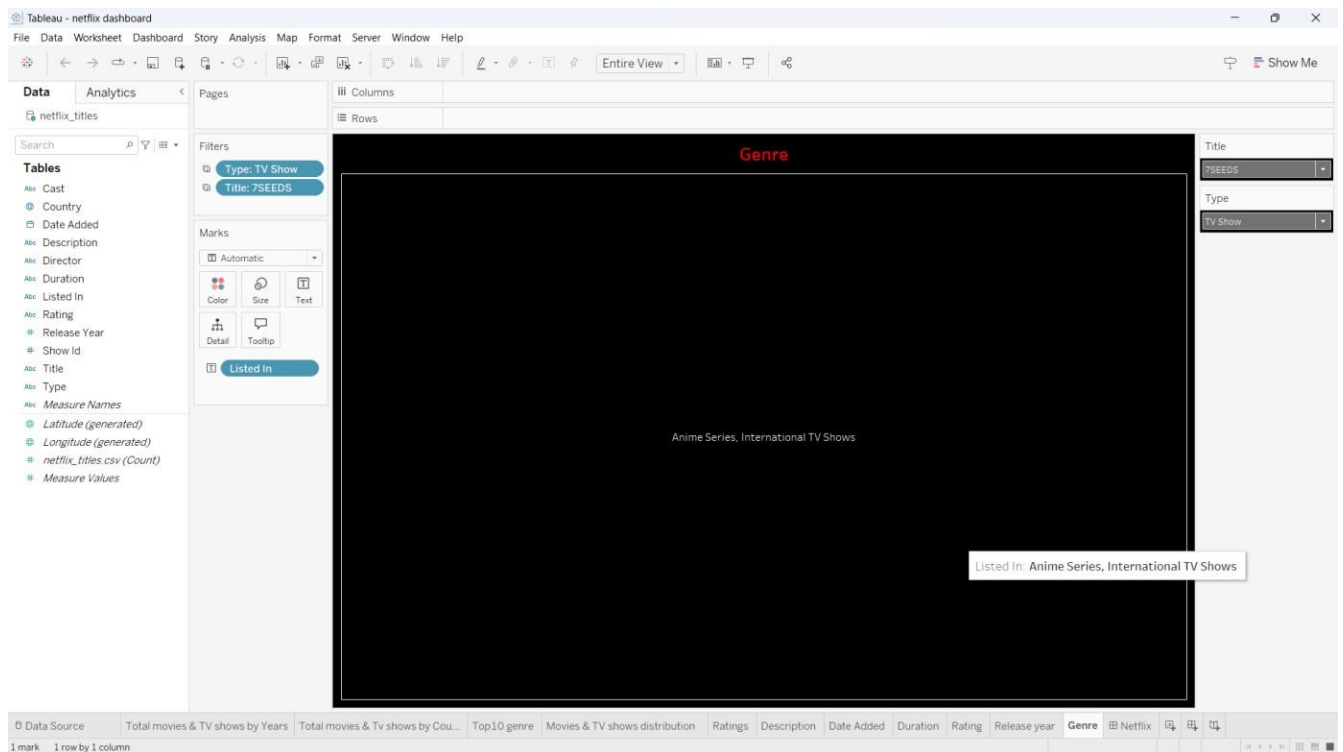 Tableau - netflix dashboard
File Data Worksheet Dashboard Story Analysis Map Format Server Window Help
Entire View
Show Me
Data Analytics
netflix_titles
Search
Tables
Abc Cast
Country
Date Added
Abc Description
Abc Director
Abc Duration
Abc Listed In
Abc Rating
# Release Year
# Show Id
Abc Title
Abc Type
Abc Measure Names
Latitude (generated)
Longitude (generated)
# netflix_titles.csv (Count)
# Measure Values
Pages
Filters
Type: TV Show
Title: 7SEEDS
Marks
Automatic
Color Size Text
Detail Tooltip
Listed In
iii Columns
Rows
Genre
Anime Series, International TV Shows
Listed In: Anime Series, International TV Shows
Title
7SEEDS
Type
TV Show
Data Source Total movies & TV shows by Years Total movies & Tv shows by Cou... Top10 genre Movies & TV shows distribution Ratings Description Date Added Duration Rating Release year Genre Netflix
1 mark 1 row by 1 column